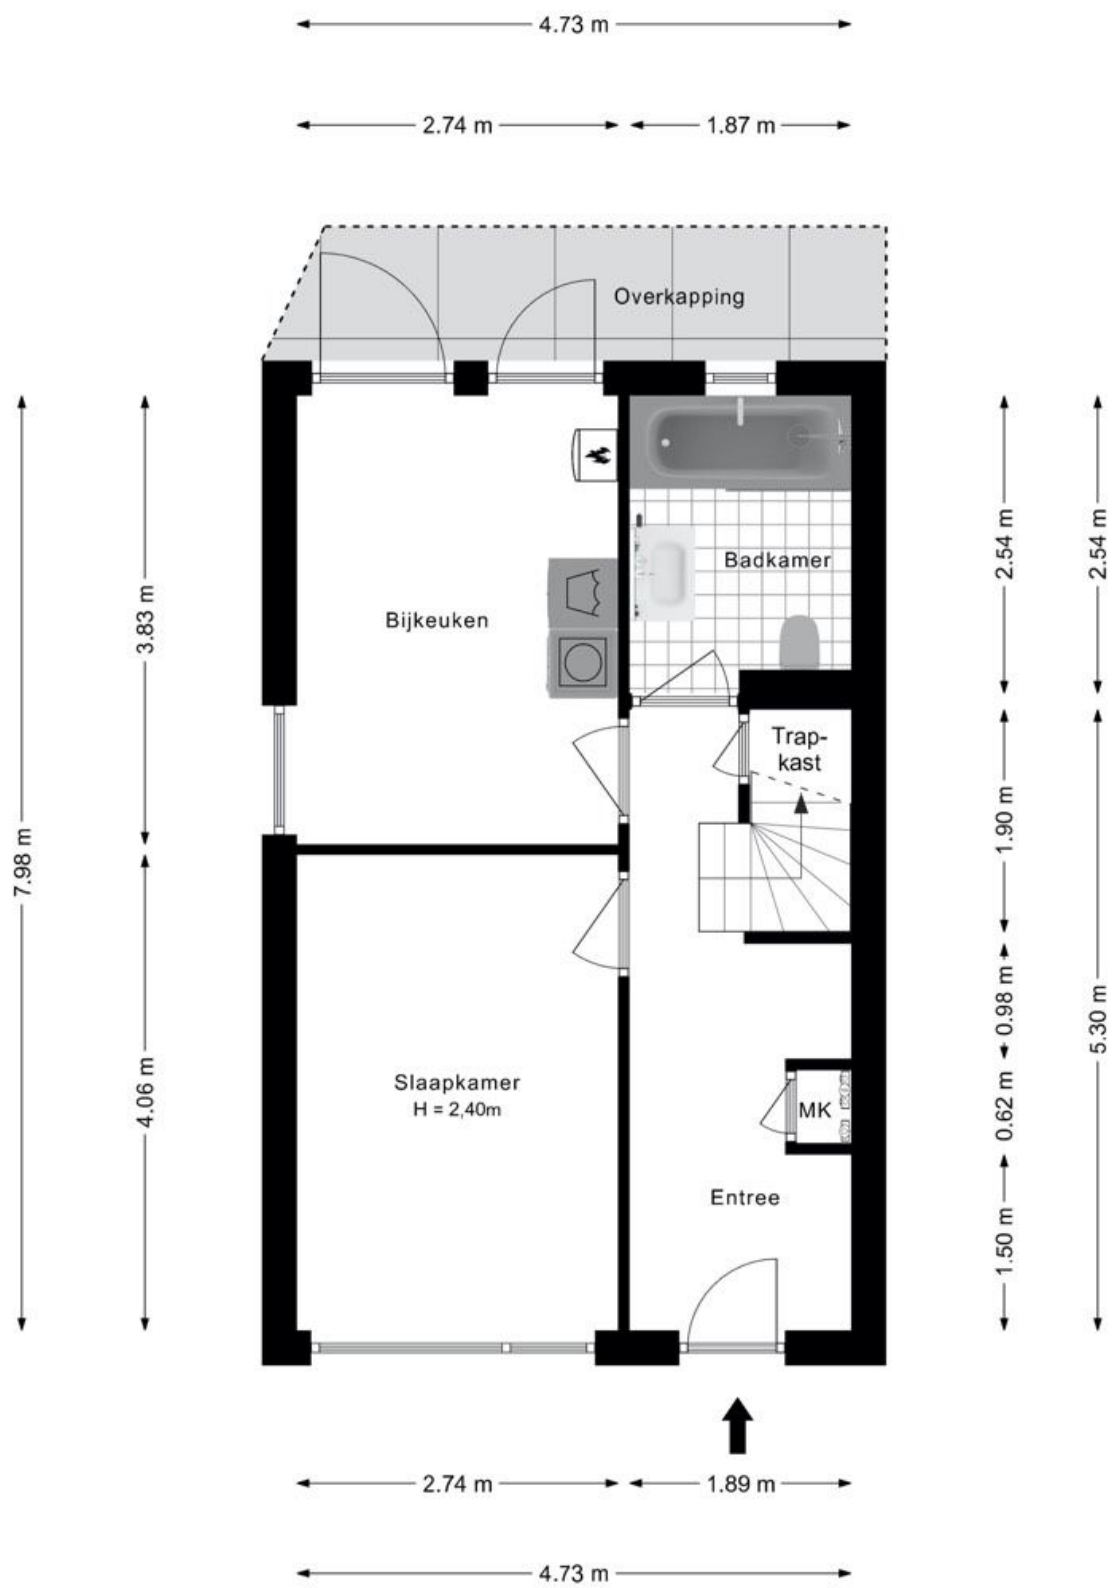 4.73 m
2.74 m
1.87 m
Overkapping
Badkamer
Bijkeuken
Trap-
kast
Slaapkamer
H = 2,40m
MK
Entree
7.98 m
3.83 m
4.06 m
2.54 m
1.90 m
0.98 m
0.62 m
1.50 m
2.54 m
5.30 m
2.74 m
1.89 m
4.73 m